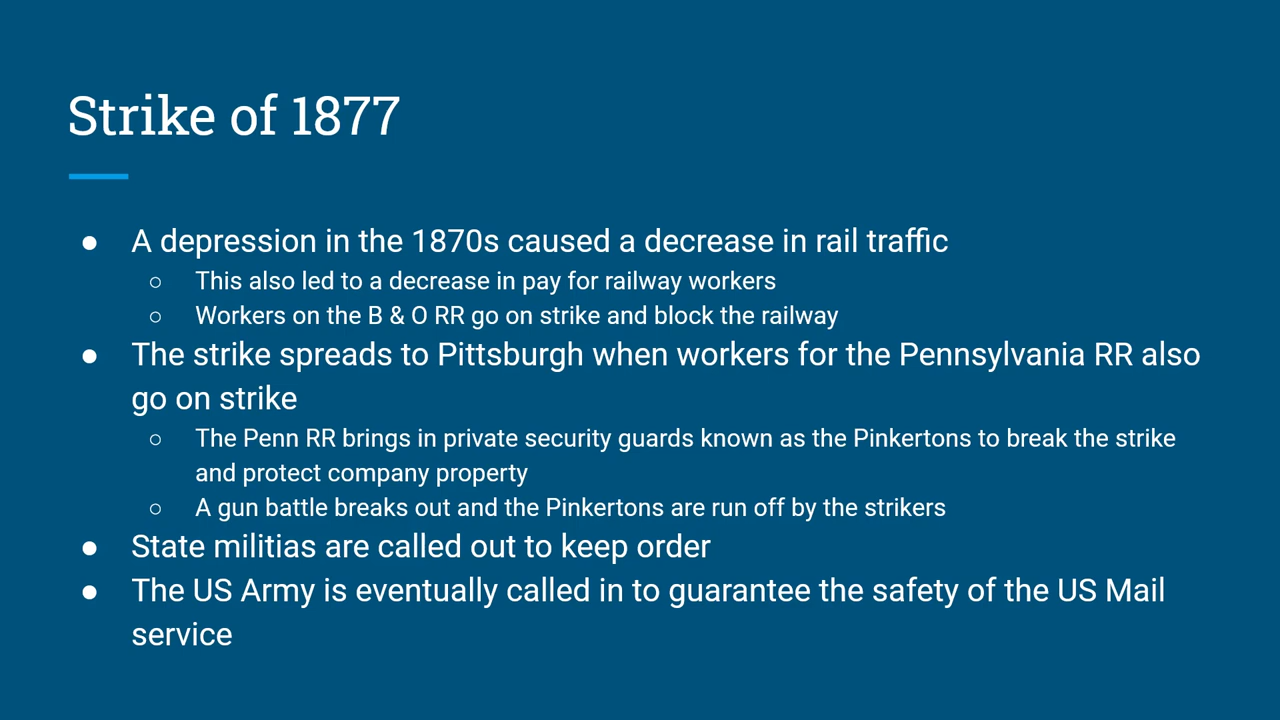 Strike of 1877
● A depression in the 1870s caused a decrease in rail traffic
○ This also led to a decrease in pay for railway workers
○ Workers on the B & O RR go on strike and block the railway
● The strike spreads to Pittsburgh when workers for the Pennsylvania RR also
go on strike
○ The Penn RR brings in private security guards known as the Pinkertons to break the strike
and protect company property
○ A gun battle breaks out and the Pinkertons are run off by the strikers
● State militias are called out to keep order
● The US Army is eventually called in to guarantee the safety of the US Mail
service